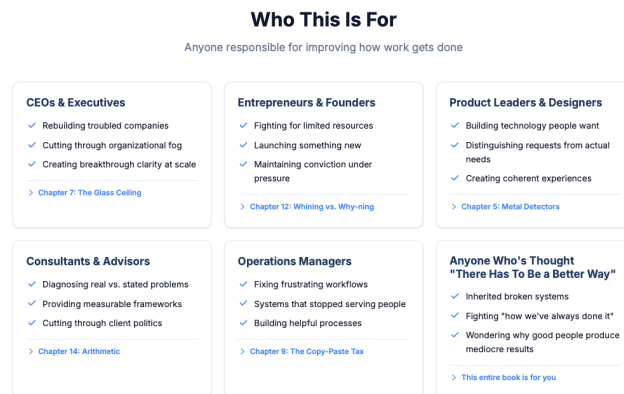 Who This Is For
Anyone responsible for improving how work gets done
CEOs & Executives
Rebuilding troubled companies
Cutting through organizational fog
Creating breakthrough clarity at scale
Chapter 7: The Glass Ceiling
Entrepreneurs & Founders
Fighting for limited resources
Launching something new
Maintaining conviction under
pressure
Chapter 12: Whining vs. Why-ning
Product Leaders & Designers
Building technology people want
Distinguishing requests from actual
needs
Creating coherent experiences
Chapter 5: Metal Detectors
Consultants & Advisors
Diagnosing real vs. stated problems
Providing measurable frameworks
Cutting through client politics
Chapter 14: Arithmetic
Operations Managers
Fixing frustrating workflows
Systems that stopped serving people
Building helpful processes
Chapter 9: The Copy-Paste Tax
Anyone Who's Thought
"There Has To Be a Better Way"
Inherited broken systems
Fighting "how we've always done it"
Wondering why good people produce
mediocre results
This entire book is for you